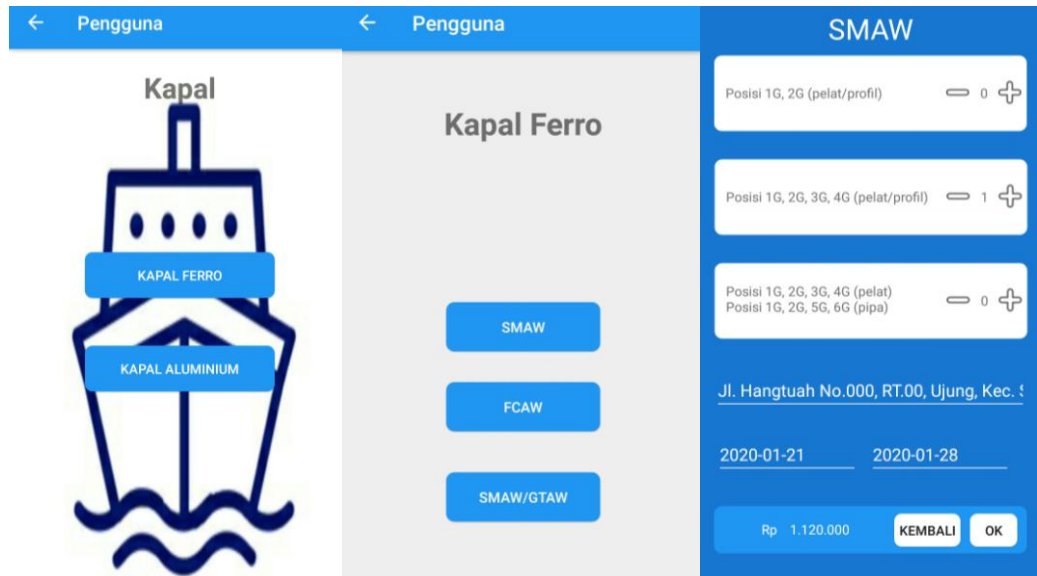 Pengguna
Kapal
KAPAL FERRO
KAPAL ALUMINIUM
Pengguna
Kapal Ferro
SMAW
FCAW
SMAW/GTAW
SMAW
Posisi 1G, 2G (pelat/profil) 0
Posisi 1G, 2G, 3G, 4G (pelat/profil) 1
Posisi 1G, 2G, 3G, 4G (pelat)
Posisi 1G, 2G, 5G, 6G (pipa) 0
Jl. Hangtuah No.000, RT.00, Ujung, Kec.
2020-01-21 2020-01-28
Rp 1.120.000 KEMBALI OK